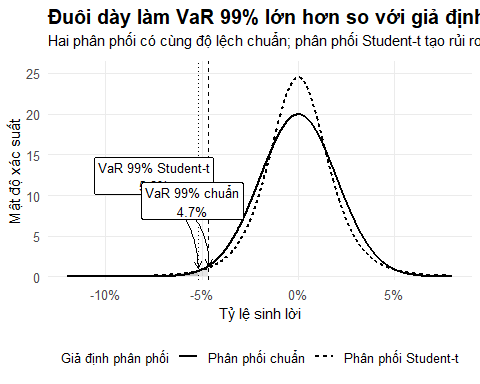 Đuôi dày làm VaR 99% lớn hơn so với giả định
Hai phân phối có cùng độ lệch chuẩn; phân phối Student-t tạo rủi ro
25
20
15
10
5
0
Mật độ xác suất
VaR 99% Student-t
VaR 99% chuẩn
4.7%
-10%
-5%
0%
5%
Tỷ lệ sinh lời
Giả định phân phối
Phân phối chuẩn
Phân phối Student-t